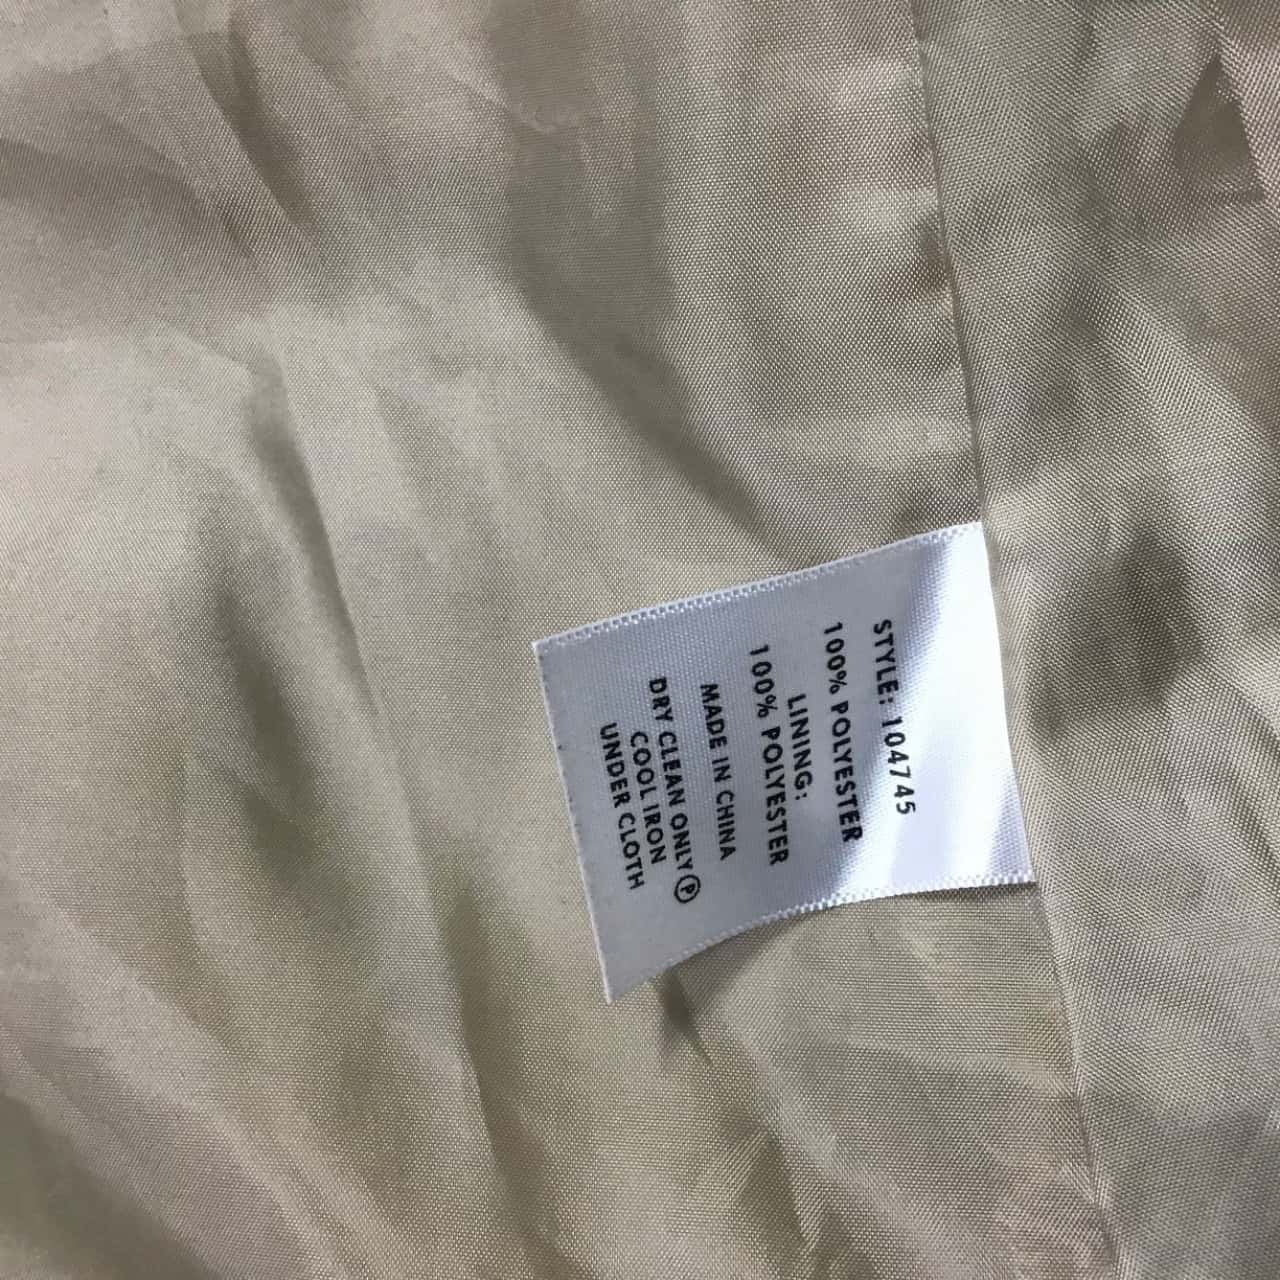 STYLE: 104745
100% POLYESTER
LINING:
100% POLYESTER
MADE IN CHINA
DRY CLEAN ONLY Ⓟ
COOL IRON
UNDER CLOTH